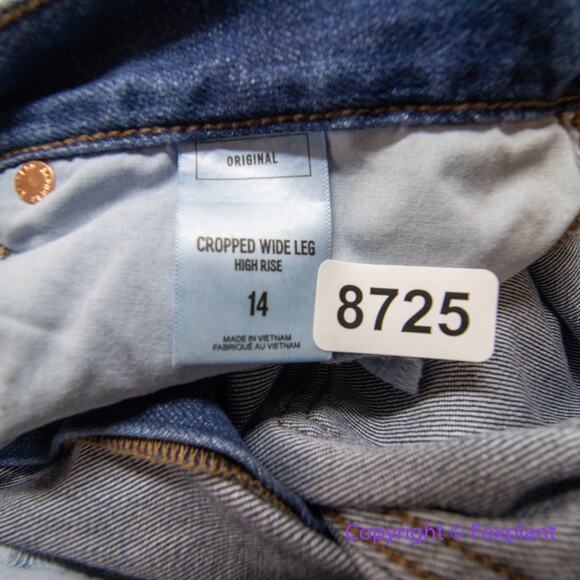 ORIGINAL
CROPPED WIDE LEG
HIGH RISE
14
8725
MADE IN VIETNAM
FABRIQUÉ AU VIETNAM
Copyright © Foxplant